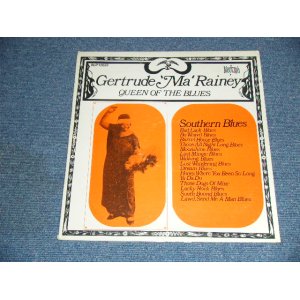 Gertrude 'Ma' Rainey
QUEEN OF THE BLUES
Southern Blues
Bad Luck Blues
Bo Weevil Blues
Barrel House Blues
Those All Night Long Blues
Moonshine Blues
Last Minute Blues
Walking Blues
Lost Wandering Blues
Dream Blues
Honey Where You Been So Long
Ya Da Do
Those Dogs Of Mine
Lucky Rock Blues
South Bound Blues
Lawd, Send Me A Man Blues